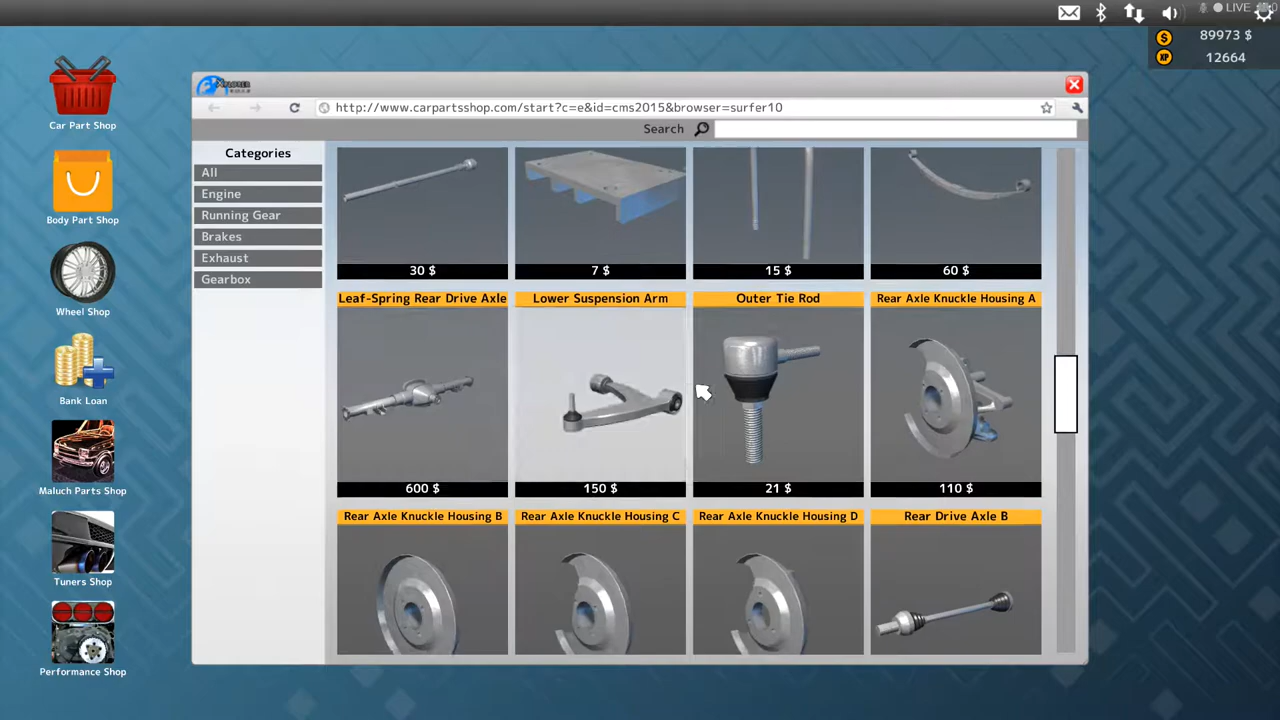 LIVE
89973 $
XP
12664
XPLORER
http://www.carpartsshop.com/start?c=e&id=cms2015&browser=surfer10
Search
Categories
All
Engine
Running Gear
Brakes
Exhaust
Gearbox
Car Part Shop
Body Part Shop
Wheel Shop
Bank Loan
Maluch Parts Shop
Tuners Shop
Performance Shop
30 $
7 $
15 $
60 $
Leaf-Spring Rear Drive Axle
Lower Suspension Arm
Outer Tie Rod
Rear Axle Knuckle Housing A
600 $
150 $
21 $
110 $
Rear Axle Knuckle Housing B
Rear Axle Knuckle Housing C
Rear Axle Knuckle Housing D
Rear Drive Axle B